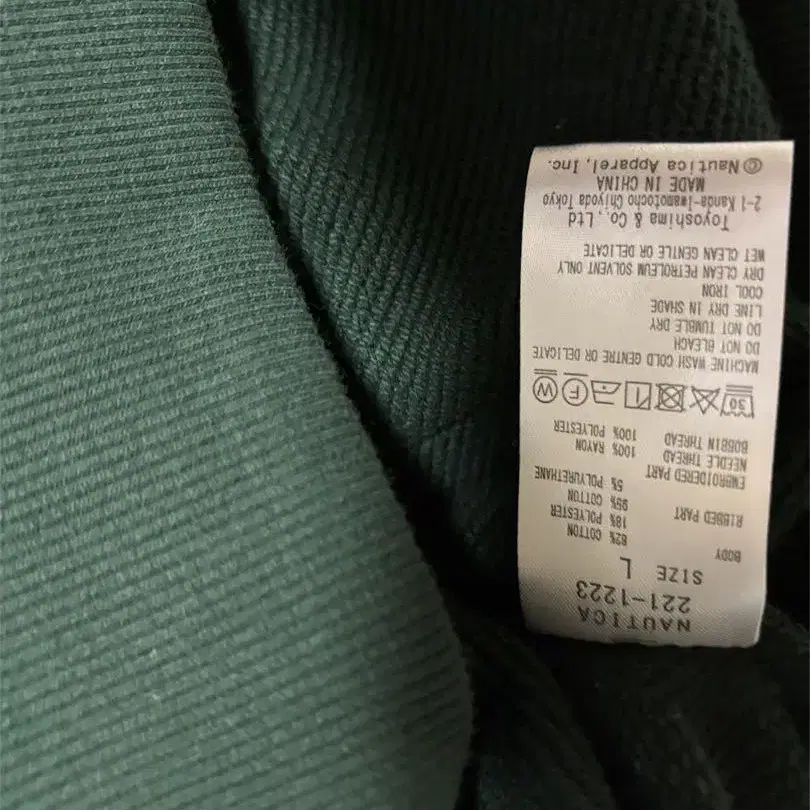 NAUTICA
221-1223
SIZE L
BODY 82% COTTON
18% POLYESTER
RIBBED PART 95% COTTON
5% POLYURETHANE
EMBROIDERED PART
NEEDLE THREAD 100% RAYON
BOBBIN THREAD 100% POLYESTER
30 F W
MACHINE WASH COLD GENTRE OR DELICATE
DO NOT BLEACH
DO NOT TUMBLE DRY
LINE DRY IN SHADE
COOL IRON
DRY CLEAN PETROLEUM SOLVENT ONLY
WET CLEAN GENTLE OR DELICATE
Toyoshima & Co., Ltd
2-1 Kanda-Iwamotocho Chiyoda Tokyo
MADE IN CHINA
© Nautica Apparel, Inc.